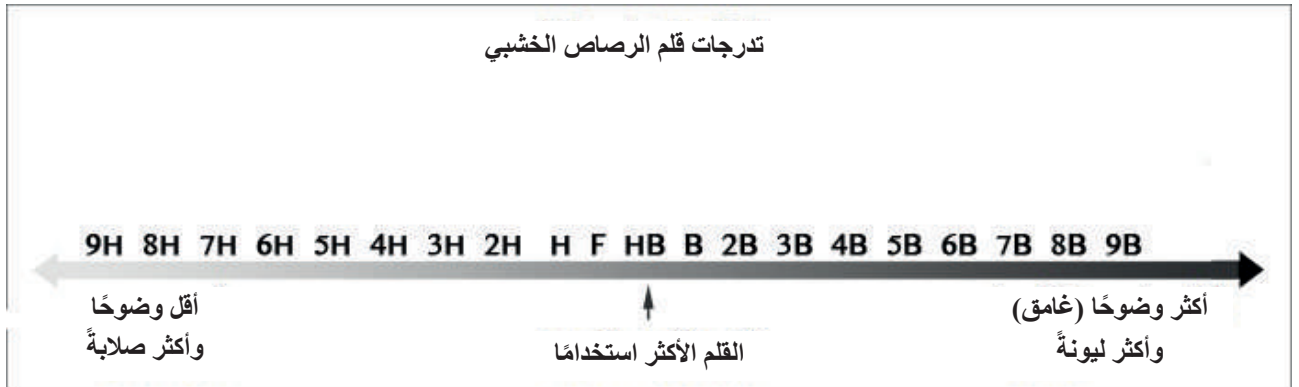 تدرجات قلم الرصاص الخشبي
9H 8H 7H 6H 5H 4H 3H 2H H F HB B 2B 3B 4B 5B 6B 7B 8B 9B
أكثر وضوحًا (غامق)
وأكثر ليونةً
القلم الأكثر استخدامًا
أقل وضوحًا
وأكثر صلابةً